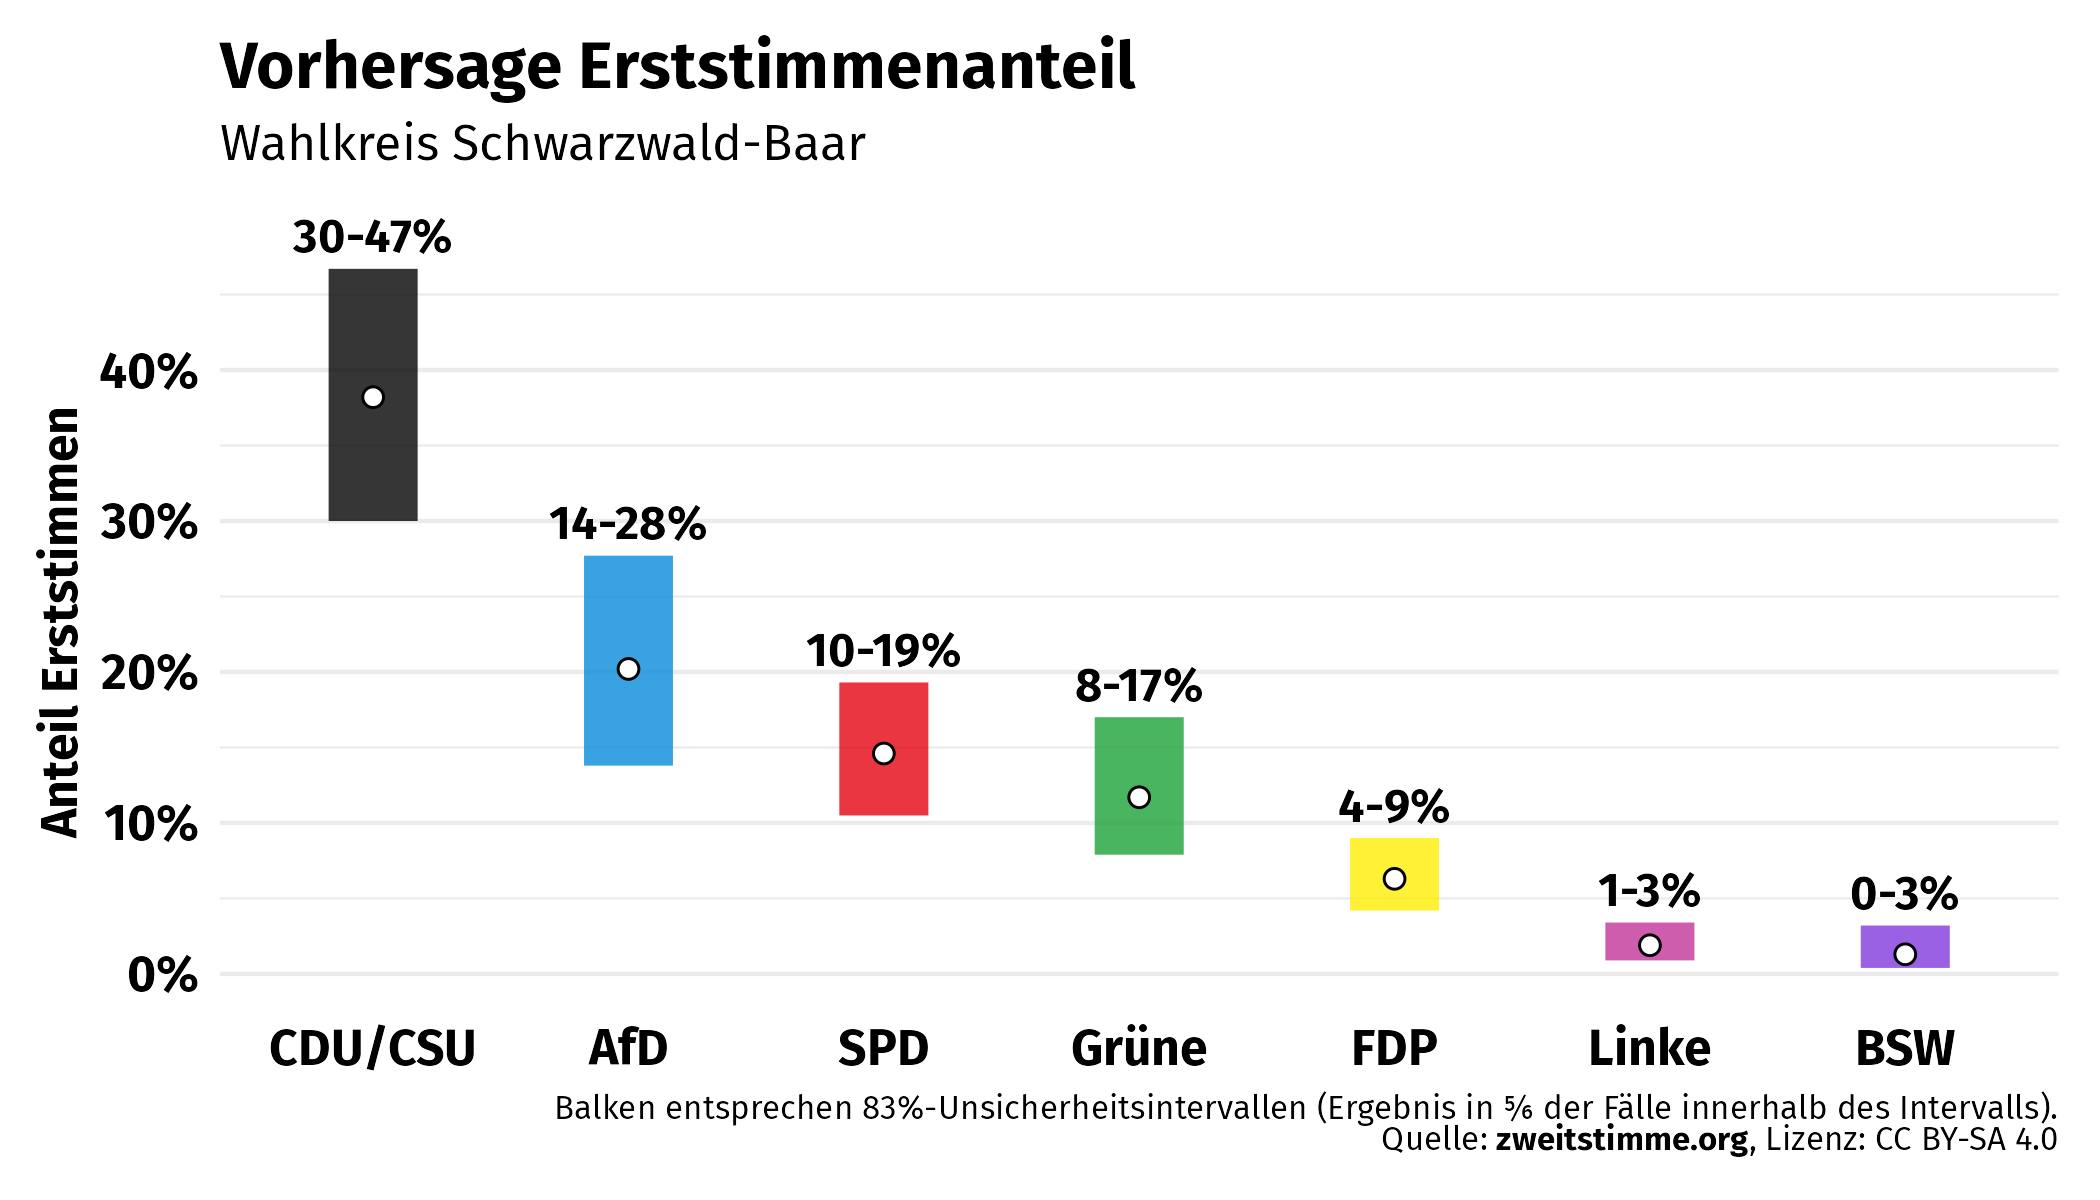 Vorhersage Erststimmenanteil
Wahlkreis Schwarzwald-Baar
Anteil Erststimmen
40%
30%
20%
10%
0%
30-47%
14-28%
10-19%
8-17%
4-9%
1-3%
0-3%
CDU/CSU AfD SPD Grüne FDP Linke BSW
Balken entsprechen 83%-Unsicherheitsintervallen (Ergebnis in ⅚ der Fälle innerhalb des Intervalls).
Quelle: zweitstimme.org, Lizenz: CC BY-SA 4.0